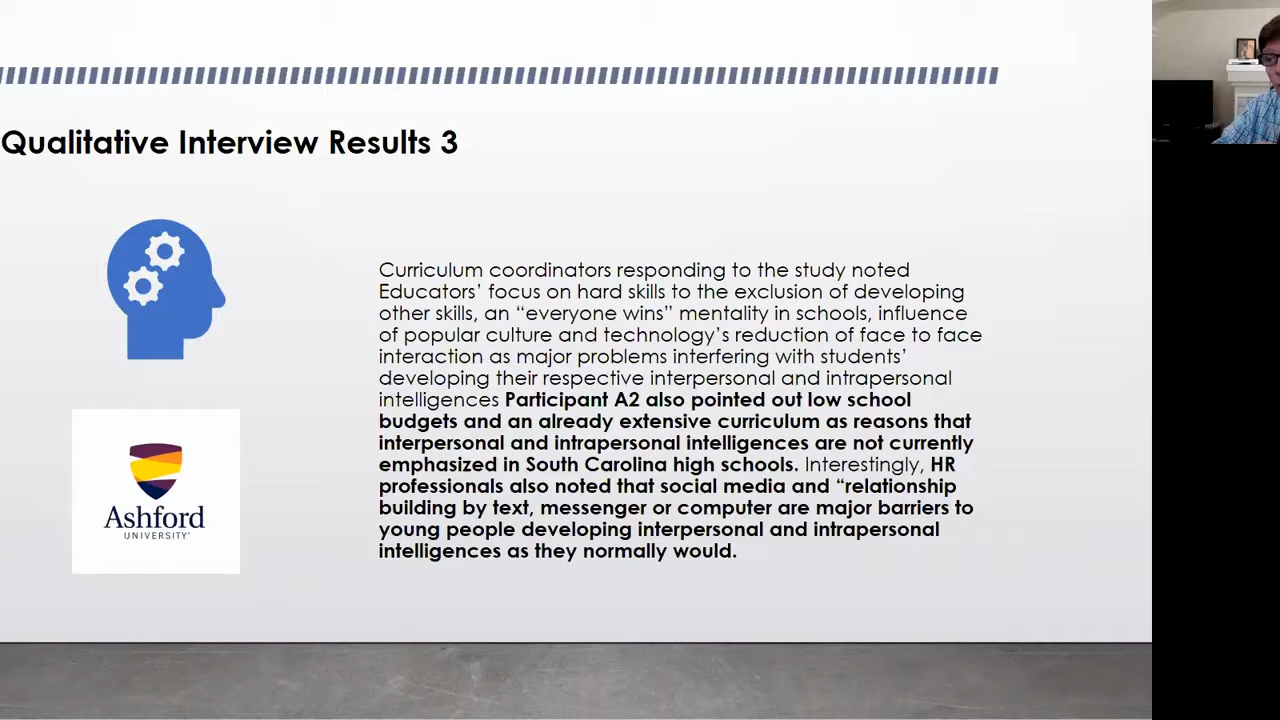 Qualitative Interview Results 3
Curriculum coordinators responding to the study noted
Educators’ focus on hard skills to the exclusion of developing
other skills, an “everyone wins” mentality in schools, influence
of popular culture and technology’s reduction of face to face
interaction as major problems interfering with students’
developing their respective interpersonal and intrapersonal
intelligences Participant A2 also pointed out low school
budgets and an already extensive curriculum as reasons that
interpersonal and intrapersonal intelligences are not currently
emphasized in South Carolina high schools. Interestingly, HR
professionals also noted that social media and “relationship
building by text, messenger or computer are major barriers to
young people developing interpersonal and intrapersonal
intelligences as they normally would.
Ashford
UNIVERSITY